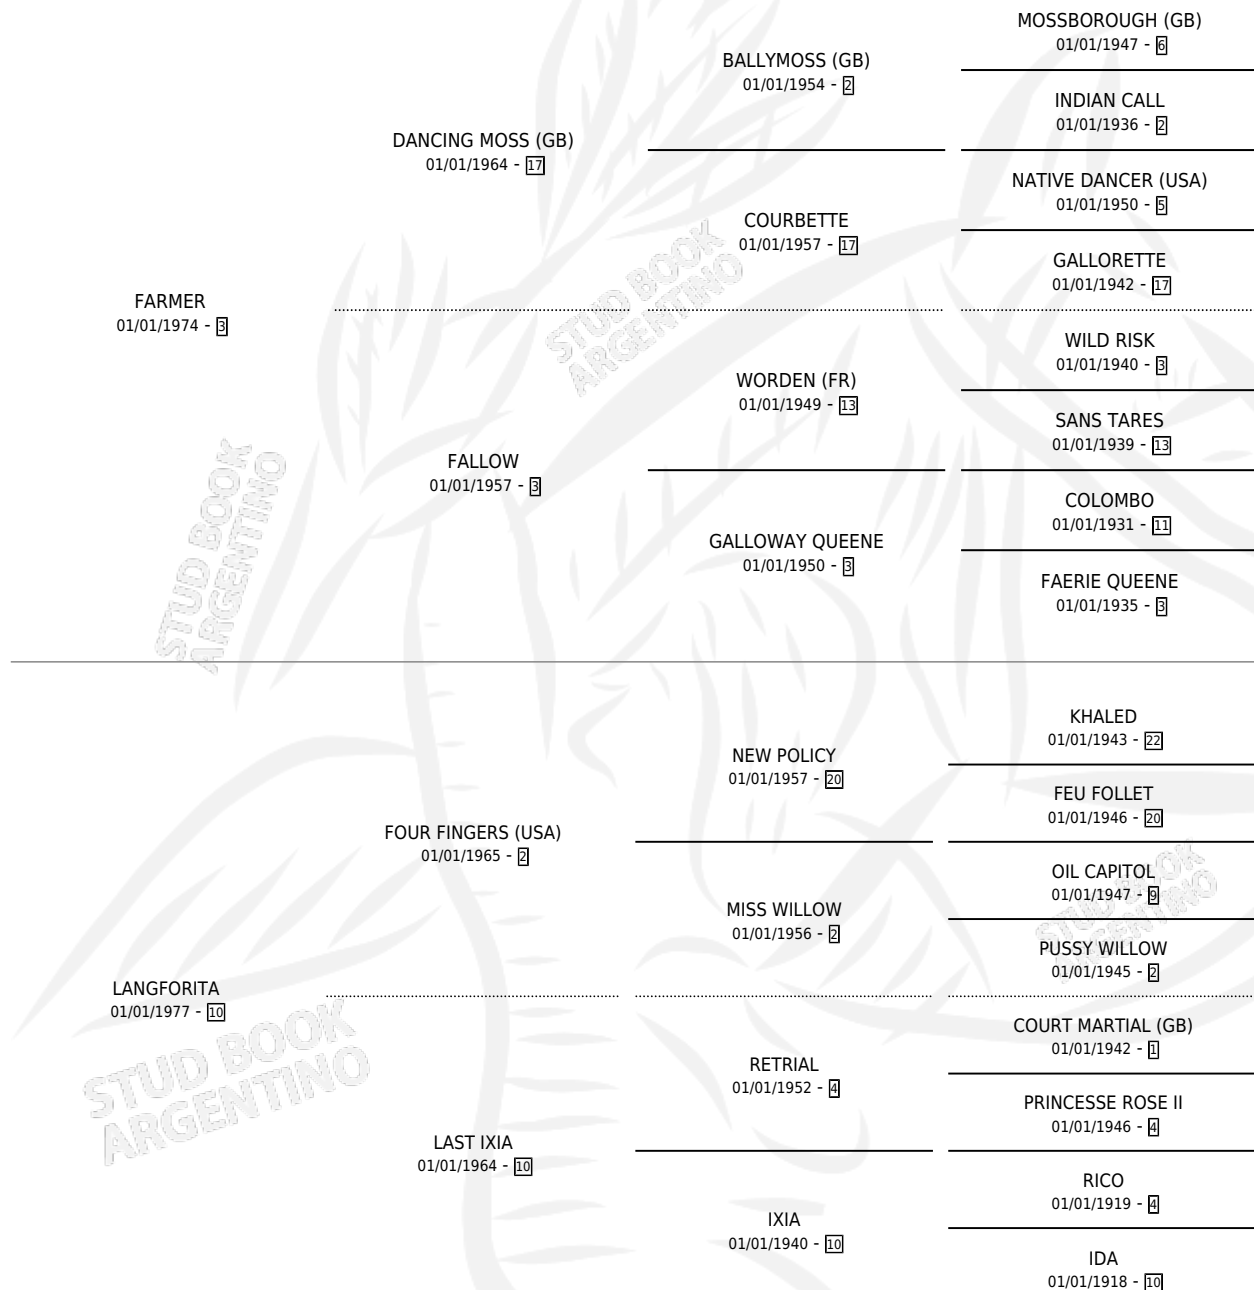 MOSSBOROUGH (GB)
01/01/1947 - 6
BALLYMOSS (GB)
01/01/1954 - 2
INDIAN CALL
01/01/1936 - 2
DANCING MOSS (GB)
01/01/1964 - 17
NATIVE DANCER (USA)
01/01/1950 - 5
COURBETTE
01/01/1957 - 17
GALLORETTE
01/01/1942 - 17
FARMER
01/01/1974 - 3
WILD RISK
01/01/1940 - 3
WORDEN (FR)
01/01/1949 - 13
SANS TARES
01/01/1939 - 13
FALLOW
01/01/1957 - 3
COLOMBO
01/01/1931 - 11
GALLOWAY QUEENE
01/01/1950 - 3
FAERIE QUEENE
01/01/1935 - 3
KHALED
01/01/1943 - 22
NEW POLICY
01/01/1957 - 20
FEU FOLLET
01/01/1946 - 20
FOUR FINGERS (USA)
01/01/1965 - 2
OIL CAPITOL
01/01/1947 - 9
MISS WILLOW
01/01/1956 - 2
PUSSY WILLOW
01/01/1945 - 2
LANGFORITA
01/01/1977 - 10
COURT MARTIAL (GB)
01/01/1942 - 1
RETRIAL
01/01/1952 - 4
PRINCESSE ROSE II
01/01/1946 - 4
LAST IXIA
01/01/1964 - 10
RICO
01/01/1919 - 4
IXIA
01/01/1940 - 10
IDA
01/01/1918 - 10
STUD BOOK
ARGENTINO
STUD BOOK
ARGENTINO
STUD BOOK
ARGENTINO
STUD BOOK
ARGENTINO